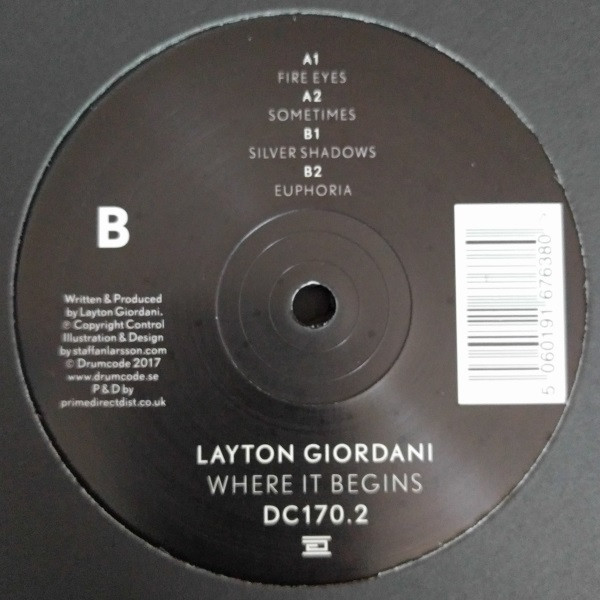 A1
FIRE EYES
A2
SOMETIMES
B1
SILVER SHADOWS
B2
EUPHORIA
B
Written & Produced
by Layton Giordani.
℗ Copyright Control
Illustration & Design
by staffanlarsson.com
© Drumcode 2017
www.drumcode.se
P & D by
primedirectdist.co.uk
5 060191 676380
LAYTON GIORDANI
WHERE IT BEGINS
DC170.2